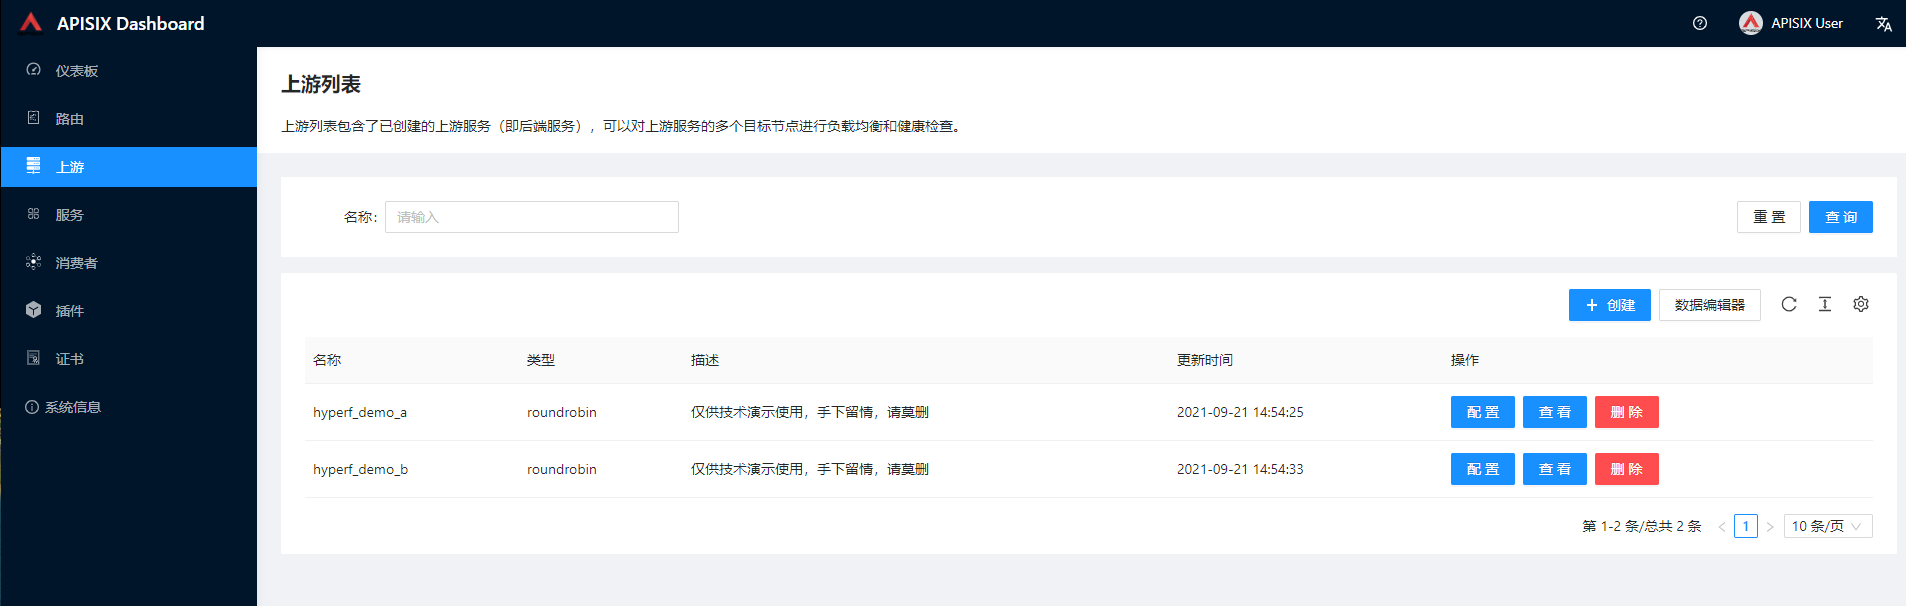 APISIX Dashboard
APISIX User
仪表板
路由
上游
服务
消费者
插件
证书
系统信息
上游列表
上游列表包含了已创建的上游服务（即后端服务），可以对上游服务的多个目标节点进行负载均衡和健康检查。
名称: 请输入 重置 查询
+ 创建 数据编辑器
名称 类型 描述 更新时间 操作
hyperf_demo_a roundrobin 仅供技术演示使用，手下留情，请莫删 2021-09-21 14:54:25 配置 查看 删除
hyperf_demo_b roundrobin 仅供技术演示使用，手下留情，请莫删 2021-09-21 14:54:33 配置 查看 删除
第 1-2 条/总共 2 条 < 1 > 10 条/页